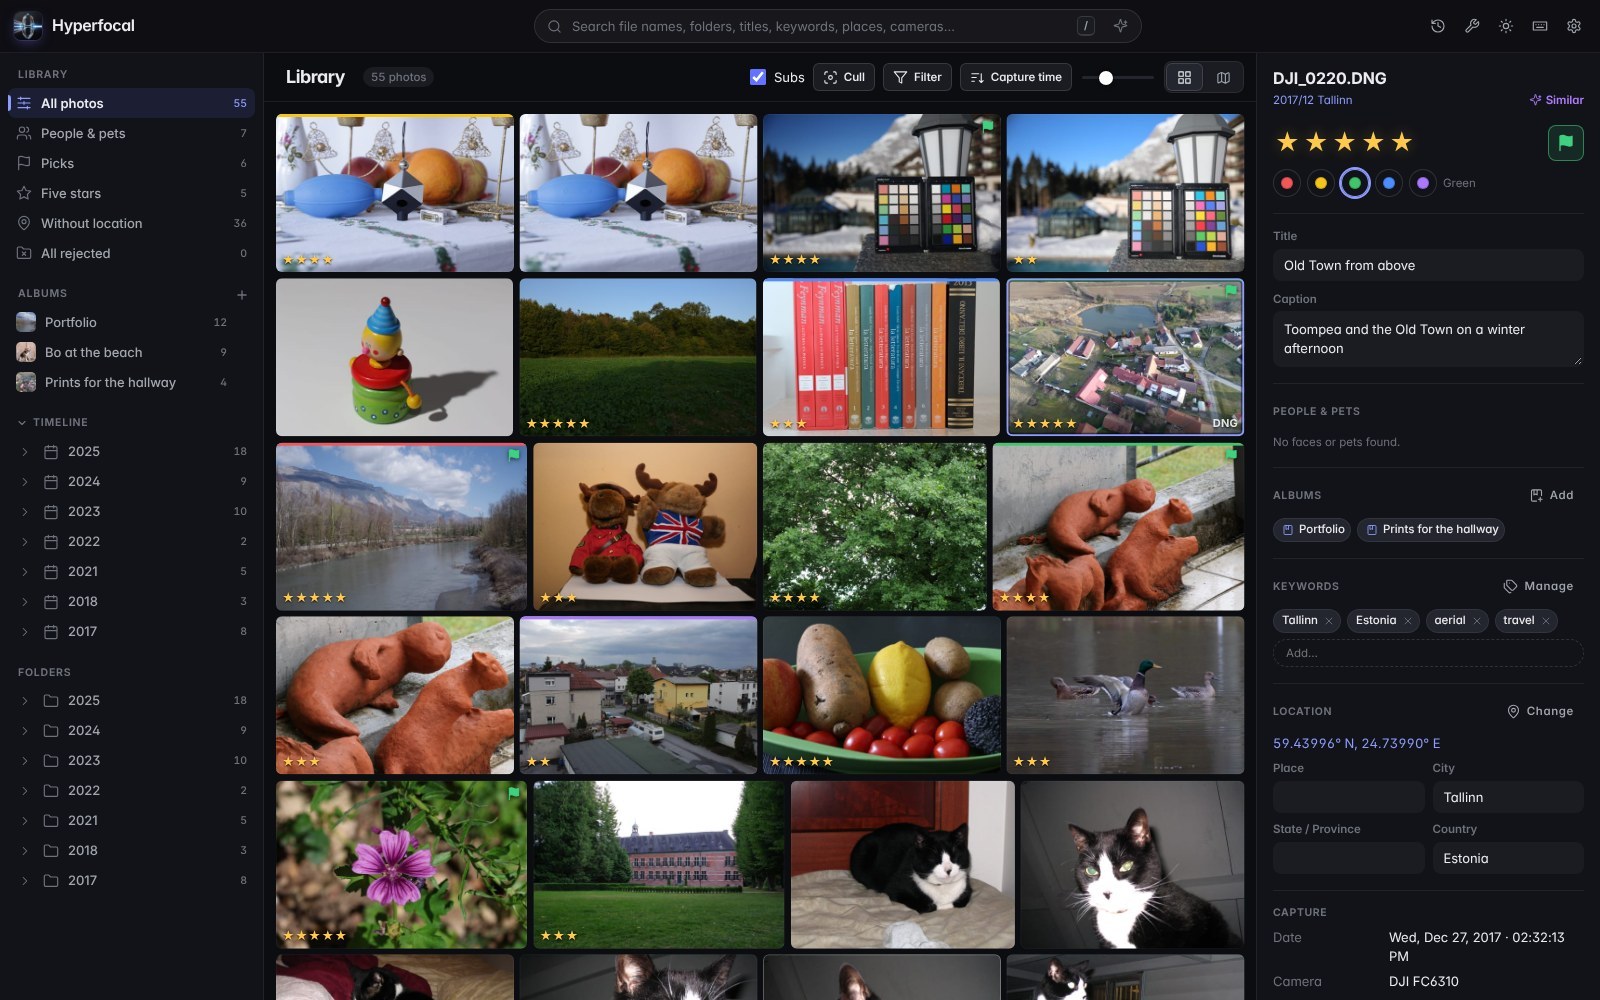 Hyperfocal
Search file names, folders, titles, keywords, places, cameras...
/
LIBRARY
All photos 55
People & pets 7
Picks 6
Five stars 5
Without location 36
All rejected 0
ALBUMS
Portfolio 12
Bo at the beach 9
Prints for the hallway 4
TIMELINE
2025 18
2024 9
2023 10
2022 2
2021 5
2018 3
2017 8
FOLDERS
2025 18
2024 9
2023 10
2022 2
2021 5
2018 3
2017 8
Library 55 photos
Subs
Cull
Filter
Capture time
Feynman Feynman Feynman
DNG
DJI_0220.DNG
2017/12 Tallinn
Similar
Green
Title
Old Town from above
Caption
Toompea and the Old Town on a winter
afternoon
PEOPLE & PETS
No faces or pets found.
ALBUMS
Add
Portfolio
Prints for the hallway
KEYWORDS
Manage
Tallinn
Estonia
aerial
travel
Add...
LOCATION
Change
59.43996° N, 24.73990° E
Place City
Tallinn
State / Province Country
Estonia
CAPTURE
Date Wed, Dec 27, 2017 · 02:32:13
PM
Camera DJI FC6310